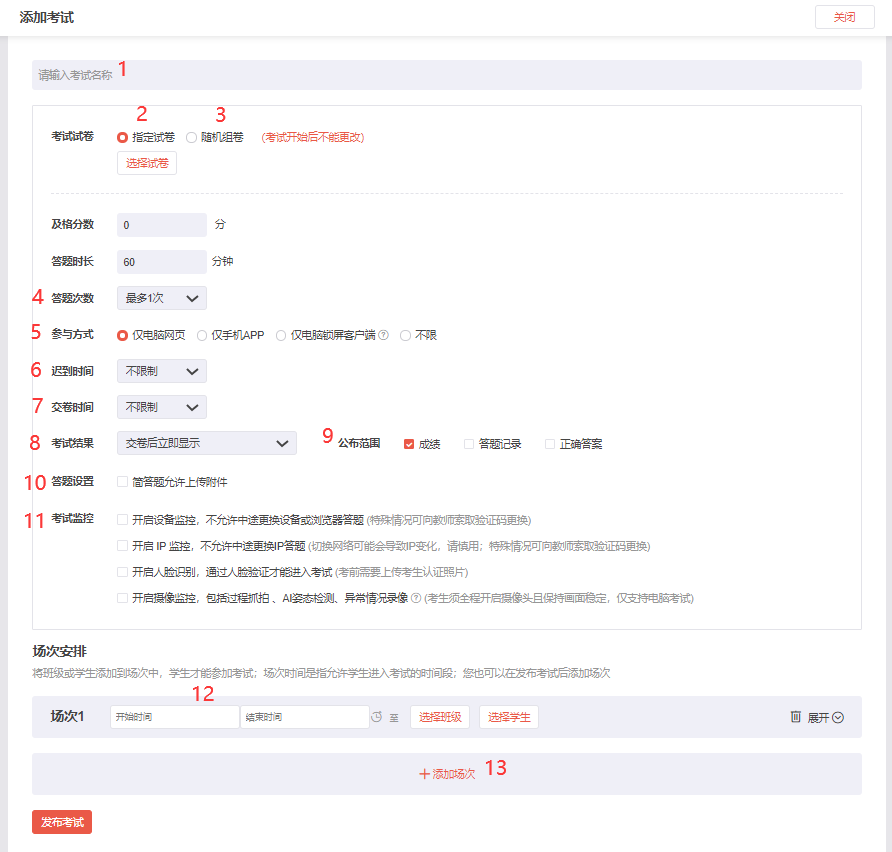 添加考试 关闭
请输入考试名称 1
2 3
考试试卷 指定试卷 随机组卷 (考试开始后不能更改)
选择试卷
及格分数 0 分
答题时长 60 分钟
4 答题次数 最多1次
5 参与方式 仅电脑网页 仅手机APP 仅电脑锁屏客户端 ? 不限
6 迟到时间 不限制
7 交卷时间 不限制
8 考试结果 交卷后立即显示 9 公布范围 成绩 答题记录 正确答案
10 答题设置 简答题允许上传附件
11 考试监控 开启设备监控，不允许中途更换设备或浏览器答题 (特殊情况可向教师索取验证码更换)
开启 IP 监控，不允许中途更换IP答题 (切换网络可能会导致IP变化，请慎用；特殊情况可向教师索取验证码更换)
开启人脸识别，通过人脸验证才能进入考试 (考前需要上传考生认证照片)
开启摄像监控，包括过程抓拍 、AI姿态检测、异常情况录像 ? (考生须全程开启摄像头且保持画面稳定，仅支持电脑考试)
场次安排
将班级或学生添加到场次中，学生才能参加考试；场次时间是指允许学生进入考试的时间段；您也可以在发布考试后添加场次
12
场次1 开始时间 结束时间 至 选择班级 选择学生 展开
＋添加场次 13
发布考试